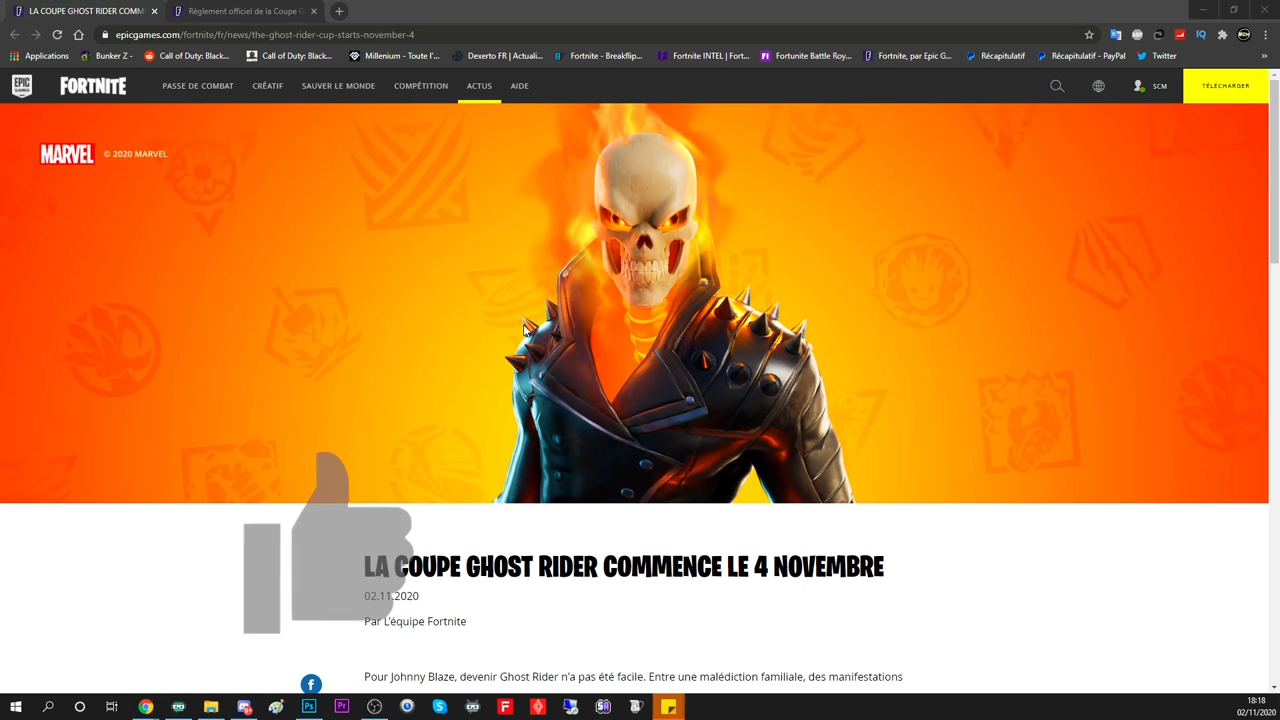 LA COUPE GHOST RIDER COMM
Règlement officiel de la Coupe G
epicgames.com/fortnite/fr/news/the-ghost-rider-cup-starts-november-4
Applications
Bunker Z -
Call of Duty: Black...
Call of Duty: Black...
Millenium - Toute l'...
Dexerto FR | Actuali...
Fortnite - Breakflip...
Fortnite INTEL | Fort...
Fortunite Battle Roy...
Fortnite, par Epic G...
Récapitulatif
Récapitulatif - PayPal
Twitter
»
EPIC GAMES
FORTNITE
PASSE DE COMBAT
CRÉATIF
SAUVER LE MONDE
COMPÉTITION
ACTUS
AIDE
SCM
TÉLÉCHARGER
MARVEL
© 2020 MARVEL
LA COUPE GHOST RIDER COMMENCE LE 4 NOVEMBRE
02.11.2020
Par L'équipe Fortnite
Pour Johnny Blaze, devenir Ghost Rider n'a pas été facile. Entre une malédiction familiale, des manifestations
18:18
02/11/2020